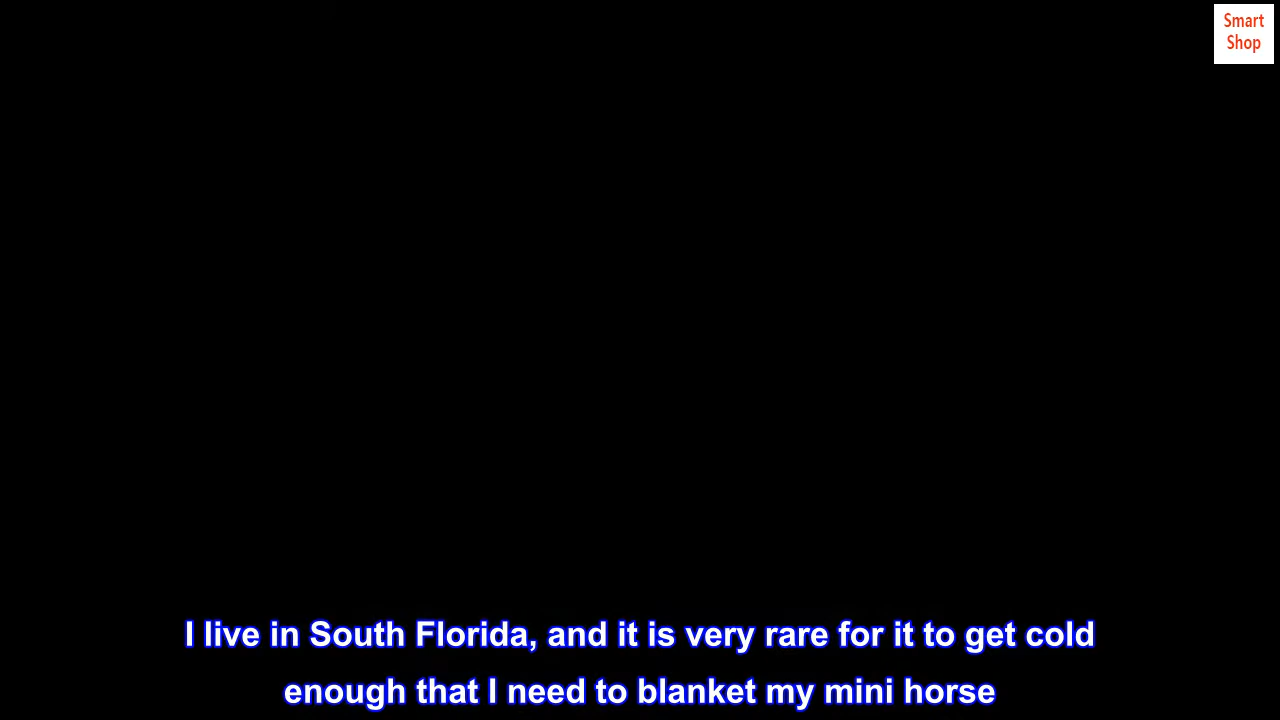 Smart
Shop
I live in South Florida, and it is very rare for it to get cold
enough that I need to blanket my mini horse